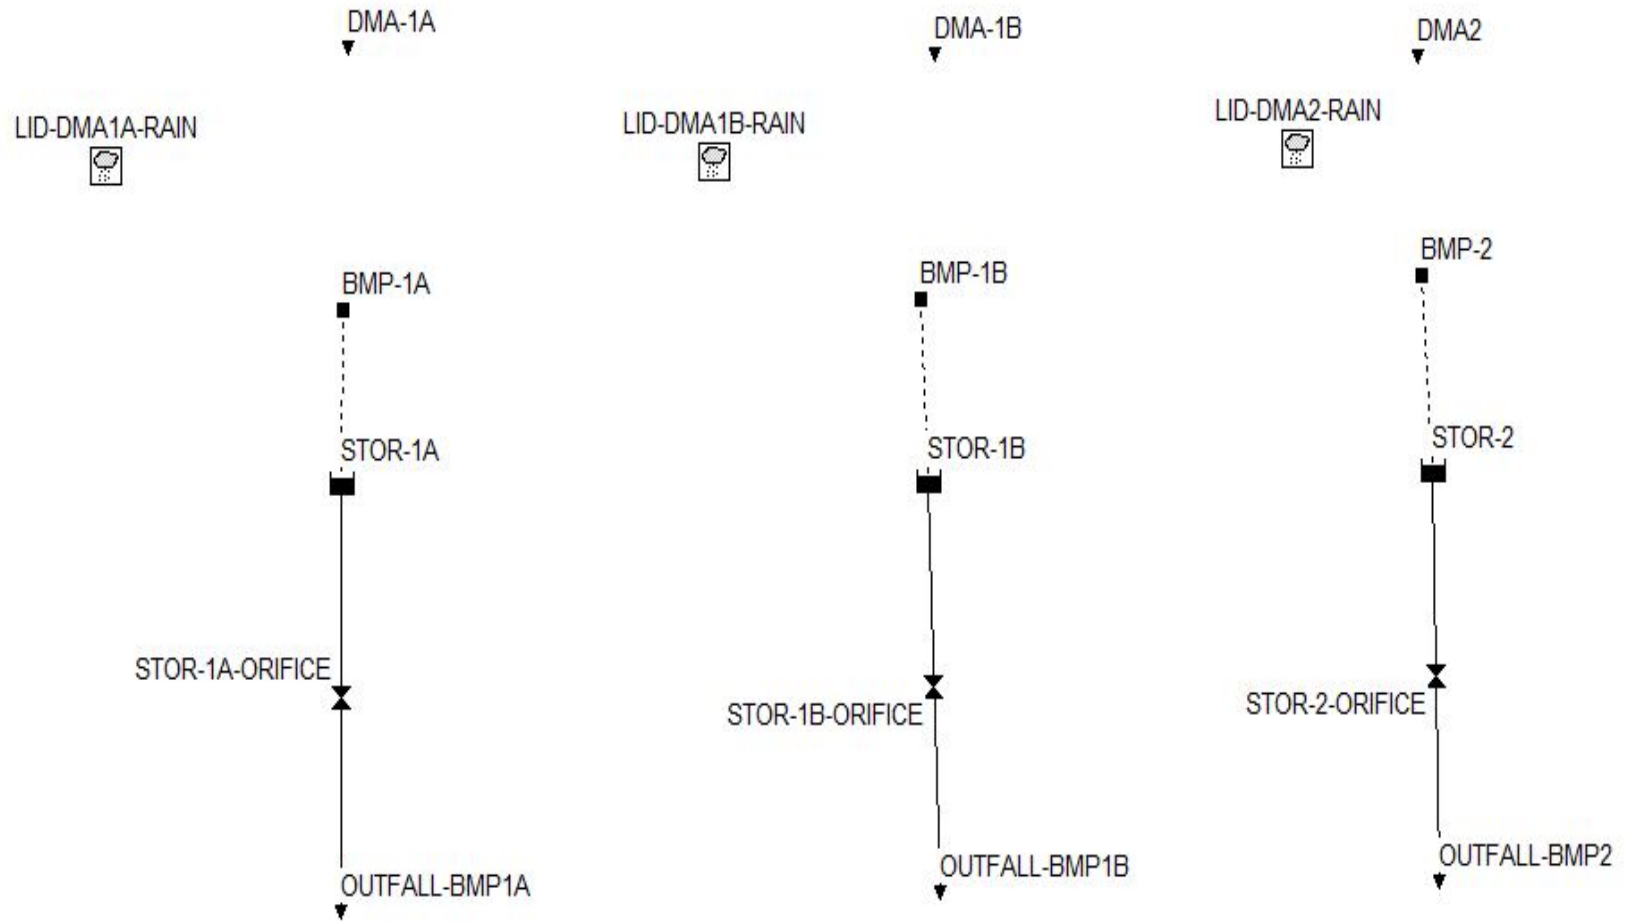 DMA-1A
DMA-1B
DMA2
LID-DMA1A-RAIN
LID-DMA1B-RAIN
LID-DMA2-RAIN
BMP-1A
BMP-1B
BMP-2
STOR-1A
STOR-1B
STOR-2
STOR-1A-ORIFICE
STOR-1B-ORIFICE
STOR-2-ORIFICE
OUTFALL-BMP1A
OUTFALL-BMP1B
OUTFALL-BMP2